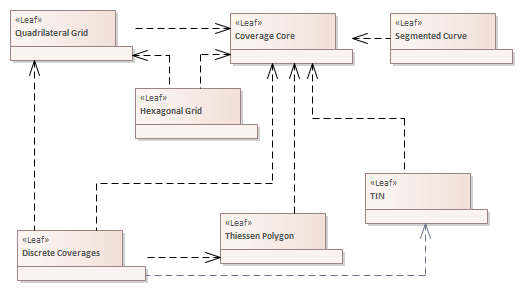 «Leaf»
Quadrilateral Grid
«Leaf»
Coverage Core
«Leaf»
Segmented Curve
«Leaf»
Hexagonal Grid
«Leaf»
TIN
«Leaf»
Discrete Coverages
«Leaf»
Thiessen Polygon